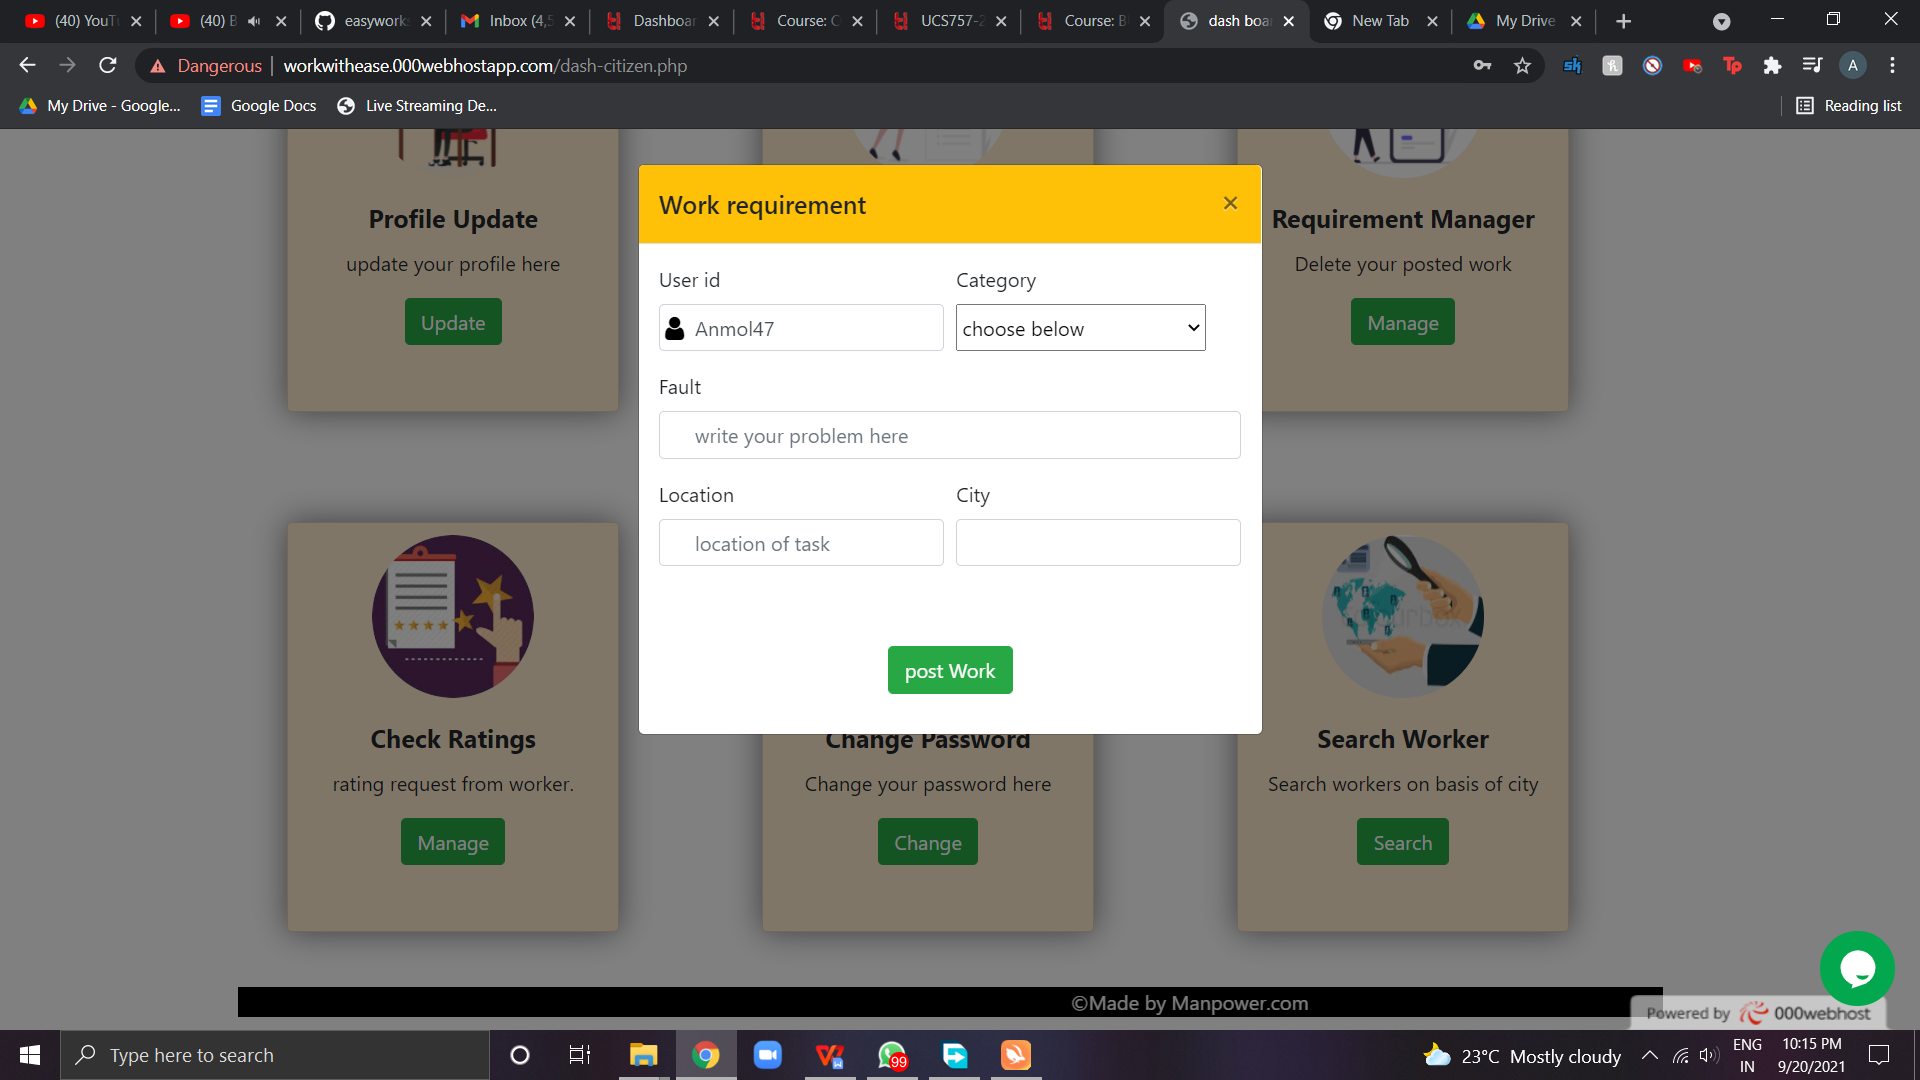 (40) YouTu
(40) B
easywork
Inbox (4,5
Dashboar
Course: C
UCS757-2
Course: B
dash boa
New Tab
My Drive
Dangerous
workwithease.000webhostapp.com/dash-citizen.php
My Drive - Google...
Google Docs
Live Streaming De...
Reading list
Work requirement
×
User id
Category
Anmol47
choose below
Fault
write your problem here
Location
City
location of task
post Work
Profile Update
update your profile here
Update
Requirement Manager
Delete your posted work
Manage
Check Ratings
rating request from worker.
Manage
Change Password
Change your password here
Change
Search Worker
Search workers on basis of city
Search
©Made by Manpower.com
Powered by 000webhost
Type here to search
99
23°C Mostly cloudy
ENG
IN
10:15 PM
9/20/2021